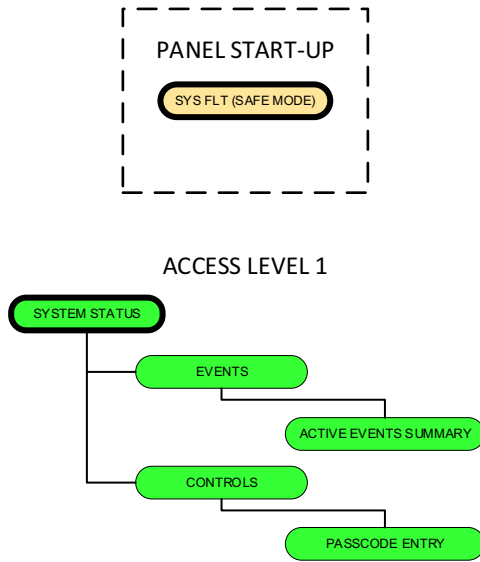 PANEL START-UP
SYS FLT (SAFE MODE)
ACCESS LEVEL 1
SYSTEM STATUS
EVENTS
ACTIVE EVENTS SUMMARY
CONTROLS
PASSCODE ENTRY